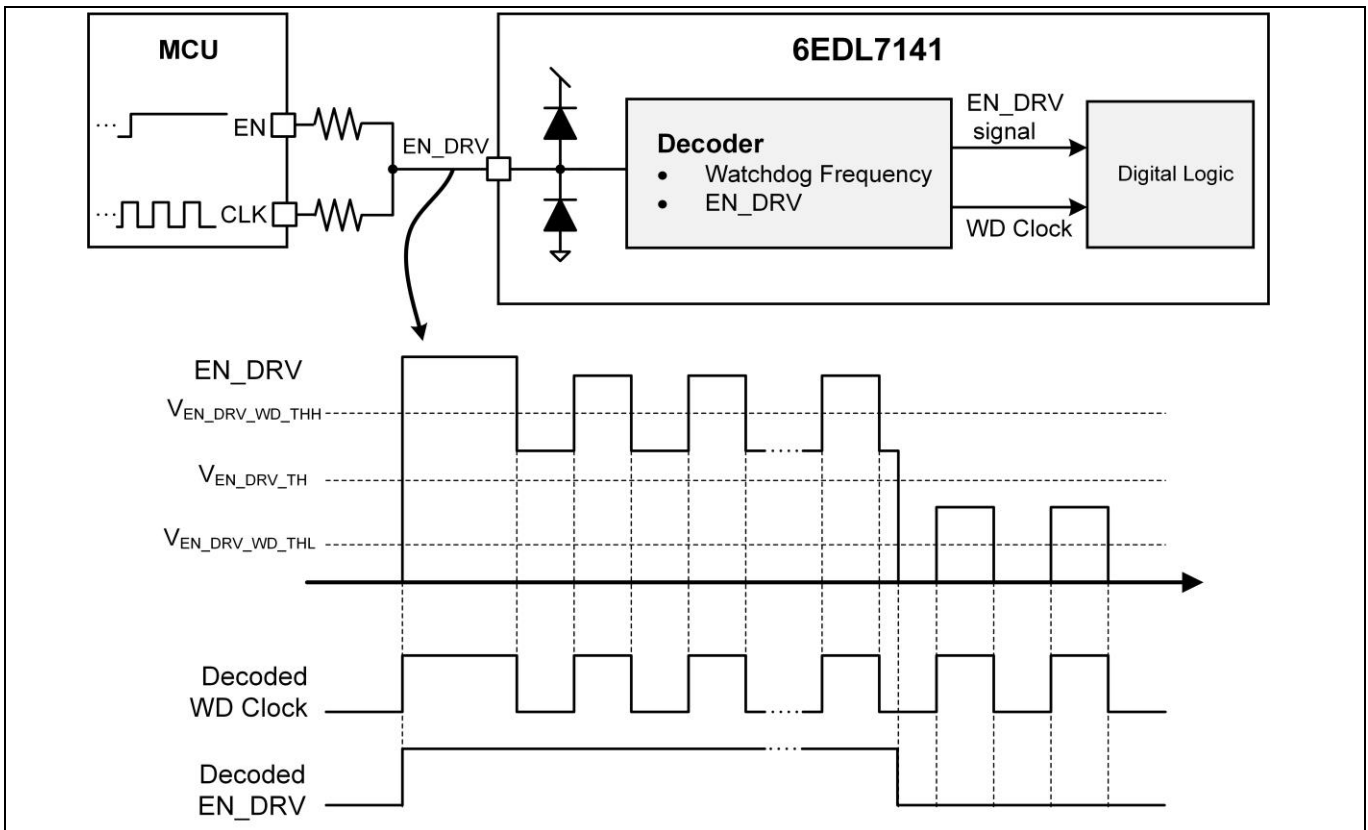 MCU
6EDL7141
··· EN
EN_DRV
Decoder
• Watchdog Frequency
• EN_DRV
EN_DRV
signal
Digital Logic
··· CLK
WD Clock
EN_DRV
VEN_DRV_WD_THH
VEN_DRV_TH
VEN_DRV_WD_THL
Decoded
WD Clock
Decoded
EN_DRV